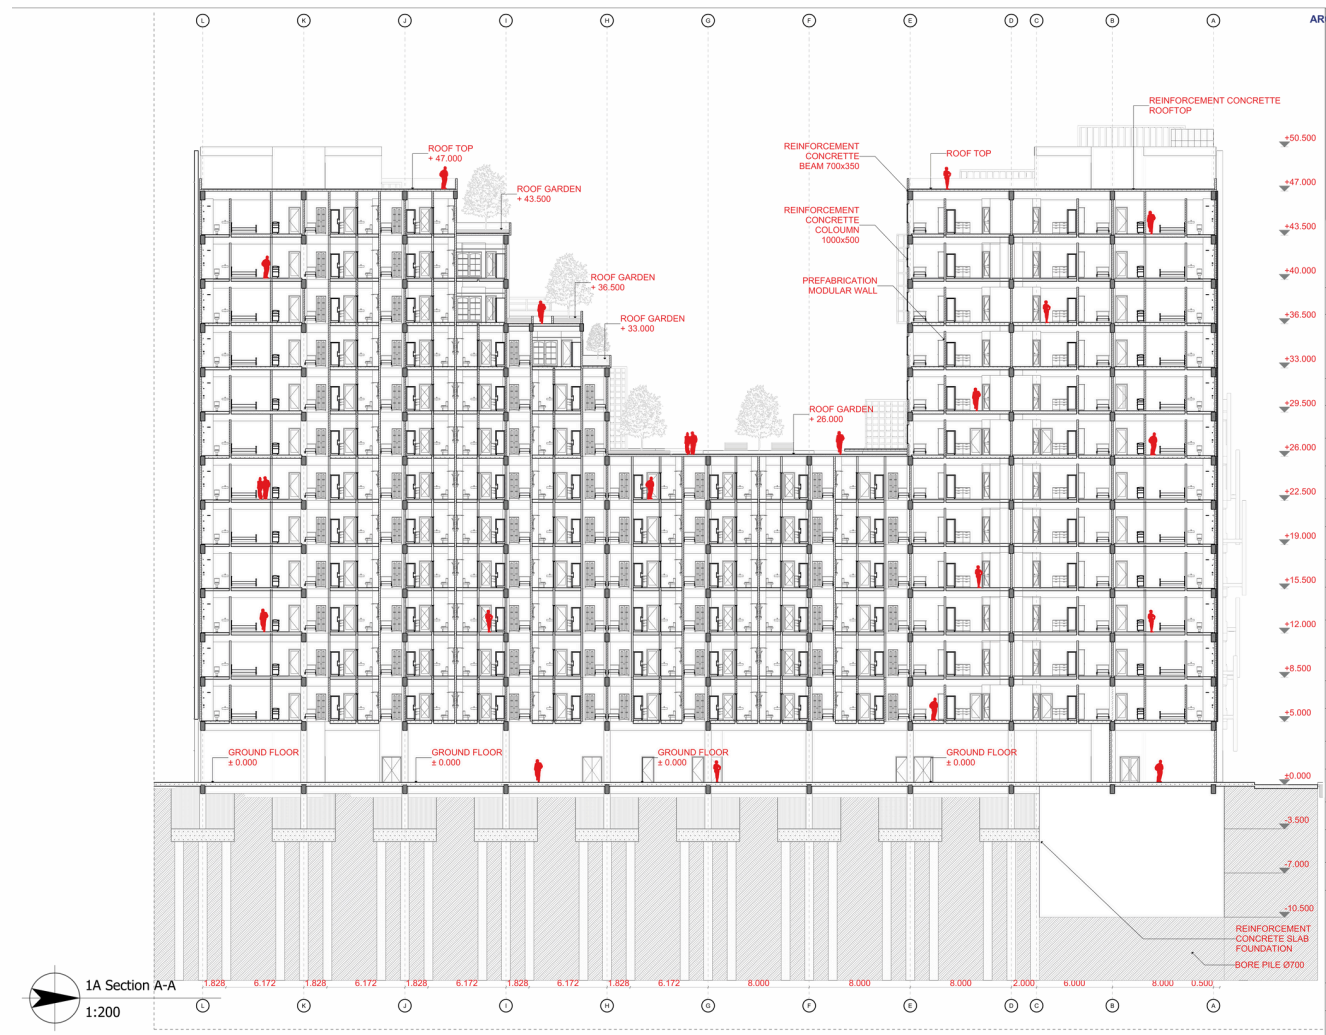 L K J I H G F E D C B A
AR
REINFORCEMENT CONCRETTE
ROOFTOP
+50.500
REINFORCEMENT
CONCRETTE
BEAM 700x350
ROOF TOP
+ 47.000
ROOF TOP
+47.000
ROOF GARDEN
+ 43.500
REINFORCEMENT
CONCRETTE
COLOUMN
1000x500
+43.500
ROOF GARDEN
+ 36.500
PREFABRICATION
MODULAR WALL
+40.000
ROOF GARDEN
+ 33.000
+36.500
+33.000
+29.500
ROOF GARDEN
+ 26.000
+26.000
+22.500
+19.000
+15.500
+12.000
+8.500
+5.000
GROUND FLOOR
± 0.000
GROUND FLOOR
± 0.000
GROUND FLOOR
± 0.000
GROUND FLOOR
± 0.000
±0.000
-3.500
-7.000
-10.500
REINFORCEMENT
CONCRETE SLAB
FOUNDATION
BORE PILE Ø700
1A Section A-A
1:200
1.828 6.172 1.828 6.172 1.828 6.172 1.828 6.172 1.828 6.172 8.000 8.000 8.000 2.000 6.000 8.000 0.500
L K J I H G F E D C B A